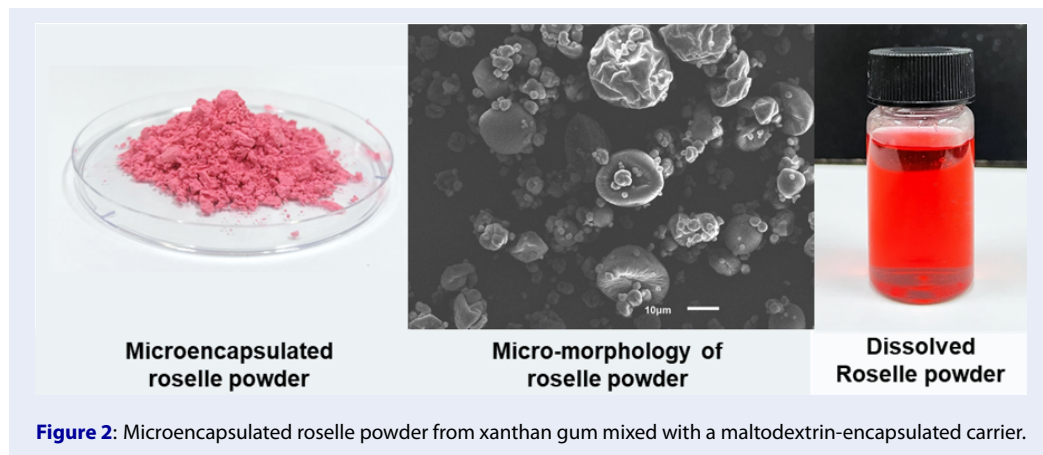 10μm
Microencapsulated
roselle powder
Micro-morphology of
roselle powder
Dissolved
Roselle powder
Figure 2: Microencapsulated roselle powder from xanthan gum mixed with a maltodextrin-encapsulated carrier.